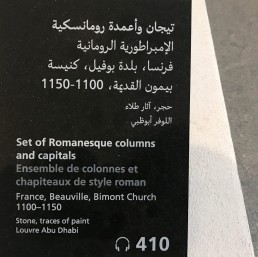 تيجان وأعمدة رومانسكية
الإمبراطورية الرومانية
فرنسا، بلدة بوفيل، كنيسة
بيمون القديمة، 1100-1150
حجر، آثار طلاء
اللوفر أبوظبي
Set of Romanesque columns
and capitals
Ensemble de colonnes et
chapiteaux de style roman
France, Beauville, Bimont Church
1100–1150
Stone, traces of paint
Louvre Abu Dhabi
410